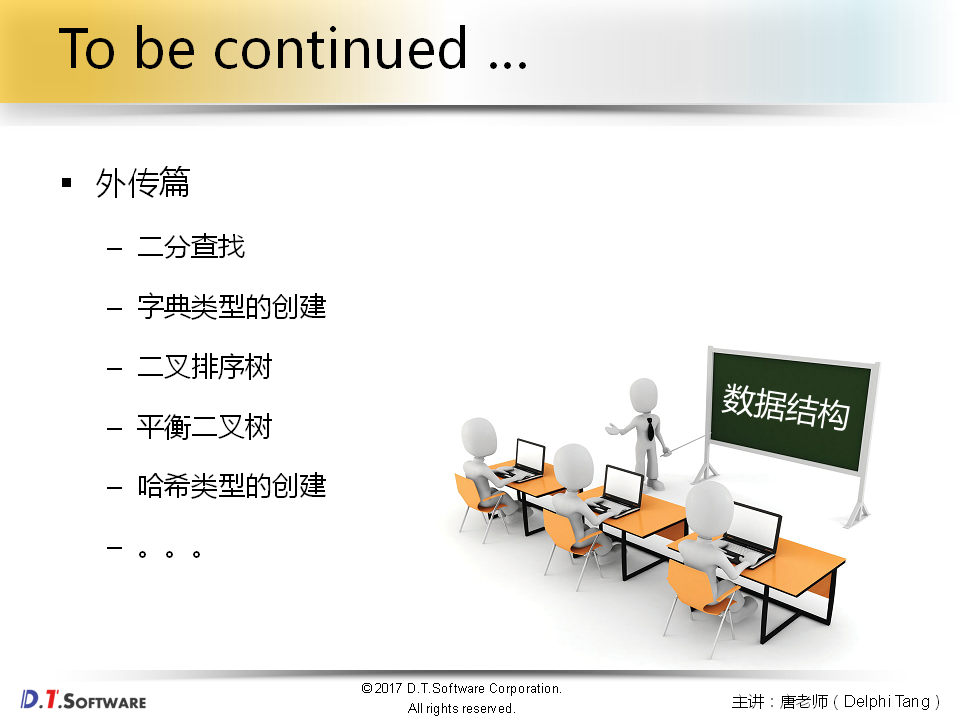 To be continued ...
▪ 外传篇
– 二分查找
– 字典类型的创建
– 二叉排序树
– 平衡二叉树
– 哈希类型的创建
– 。。。
数据结构
D.T.SOFTWARE
©2017 D.T.Software Corporation.
All rights reserved.
主讲：唐老师（Delphi Tang）